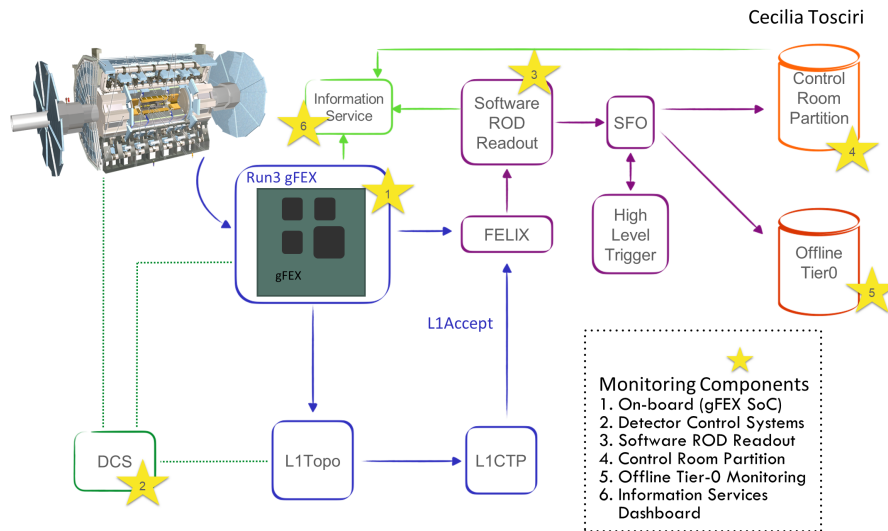 Cecilia Tosciri
Information
Service
6
Software
ROD
Readout
3
SFO
Control
Room
Partition
4
Run3 gFEX
1
gFEX
FELIX
High
Level
Trigger
Offline
Tier0
5
L1Accept
DCS
2
L1Topo
L1CTP
Monitoring Components
1. On-board (gFEX SoC)
2. Detector Control Systems
3. Software ROD Readout
4. Control Room Partition
5. Offline Tier-0 Monitoring
6. Information Services
Dashboard